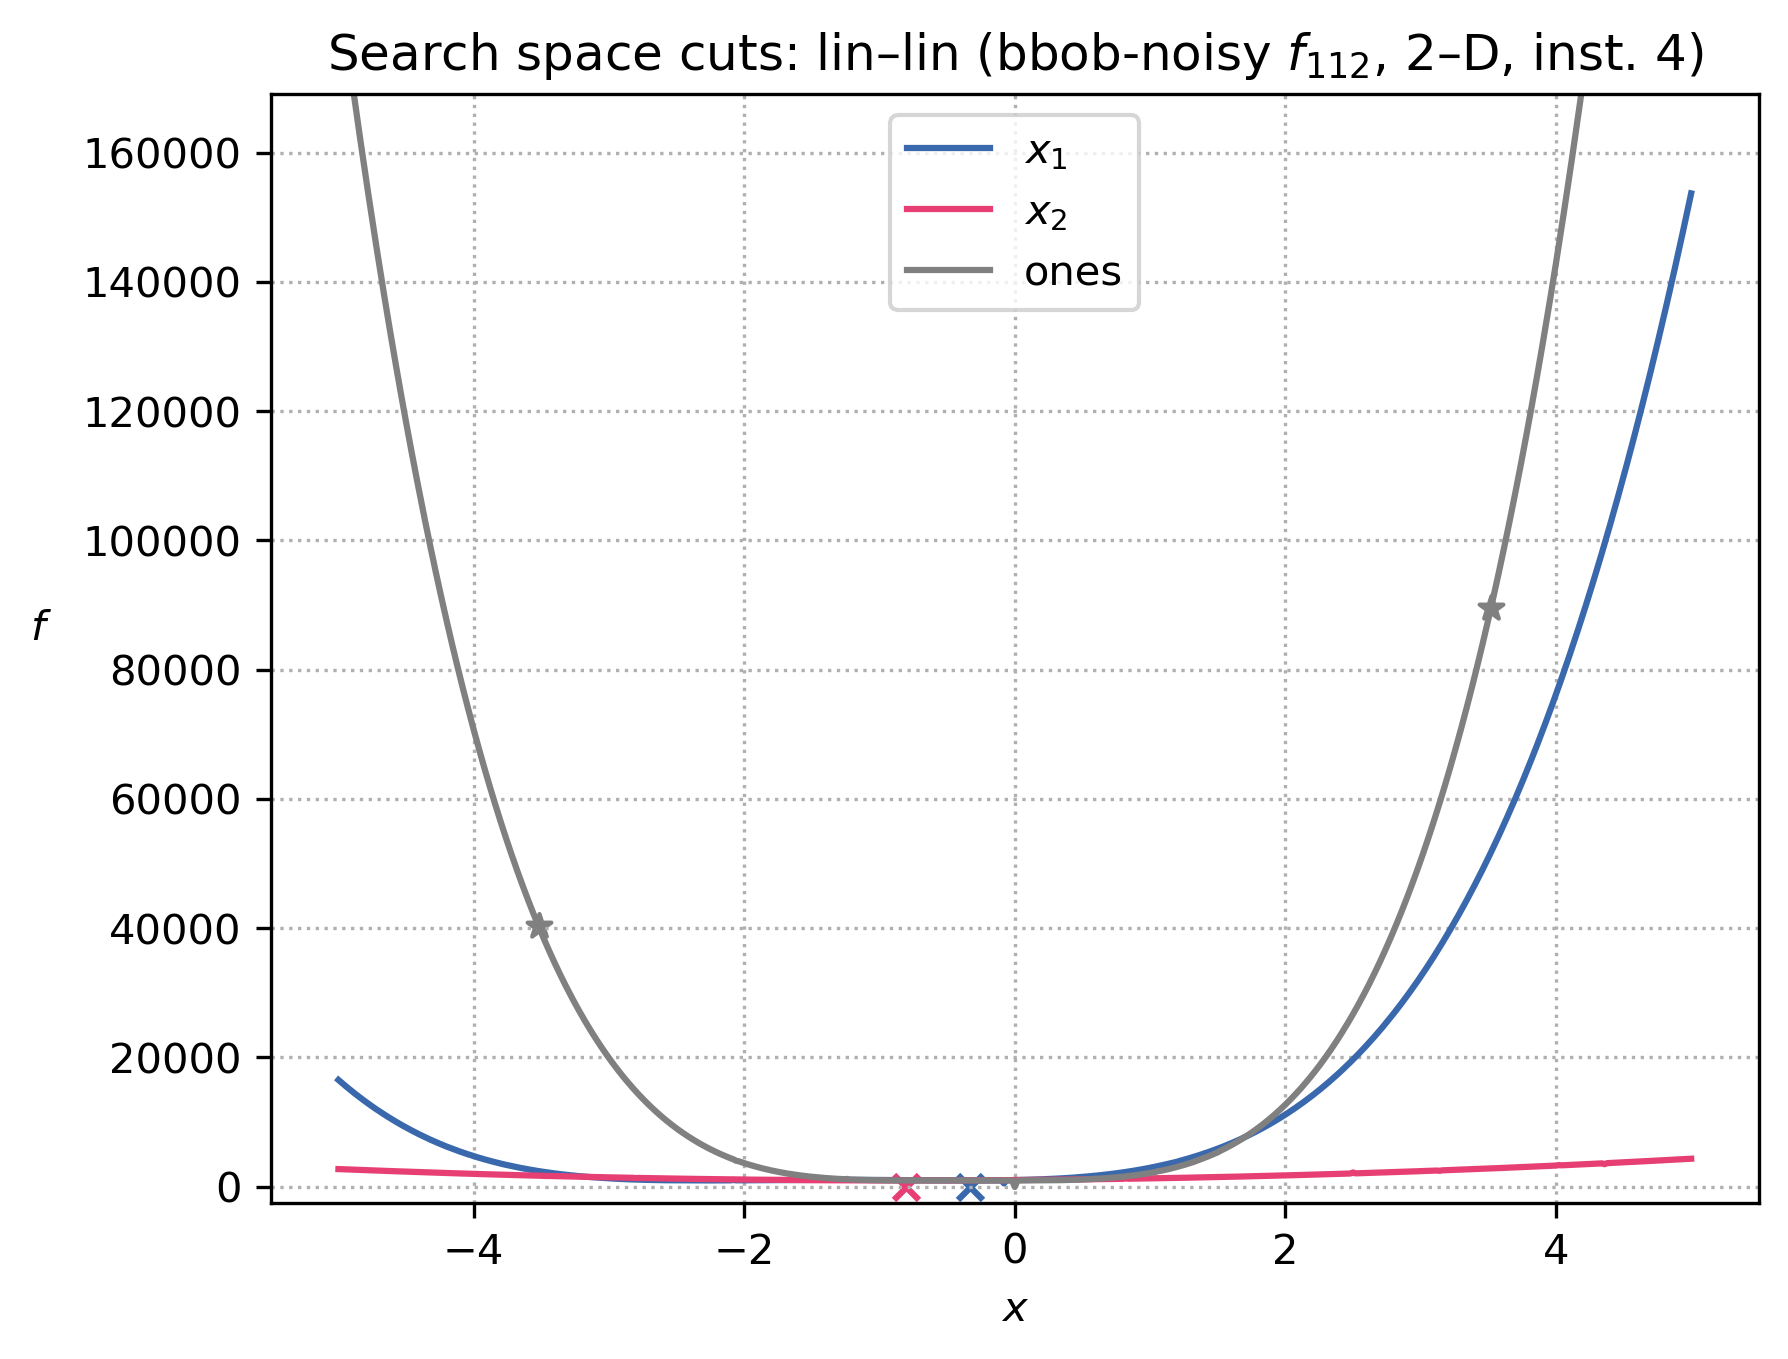 Search space cuts: lin–lin (bbob-noisy f₁₁₂, 2–D, inst. 4)
x₁
x₂
ones
160000
140000
120000
100000
80000
60000
40000
20000
0
f
−4
−2
0
2
4
x